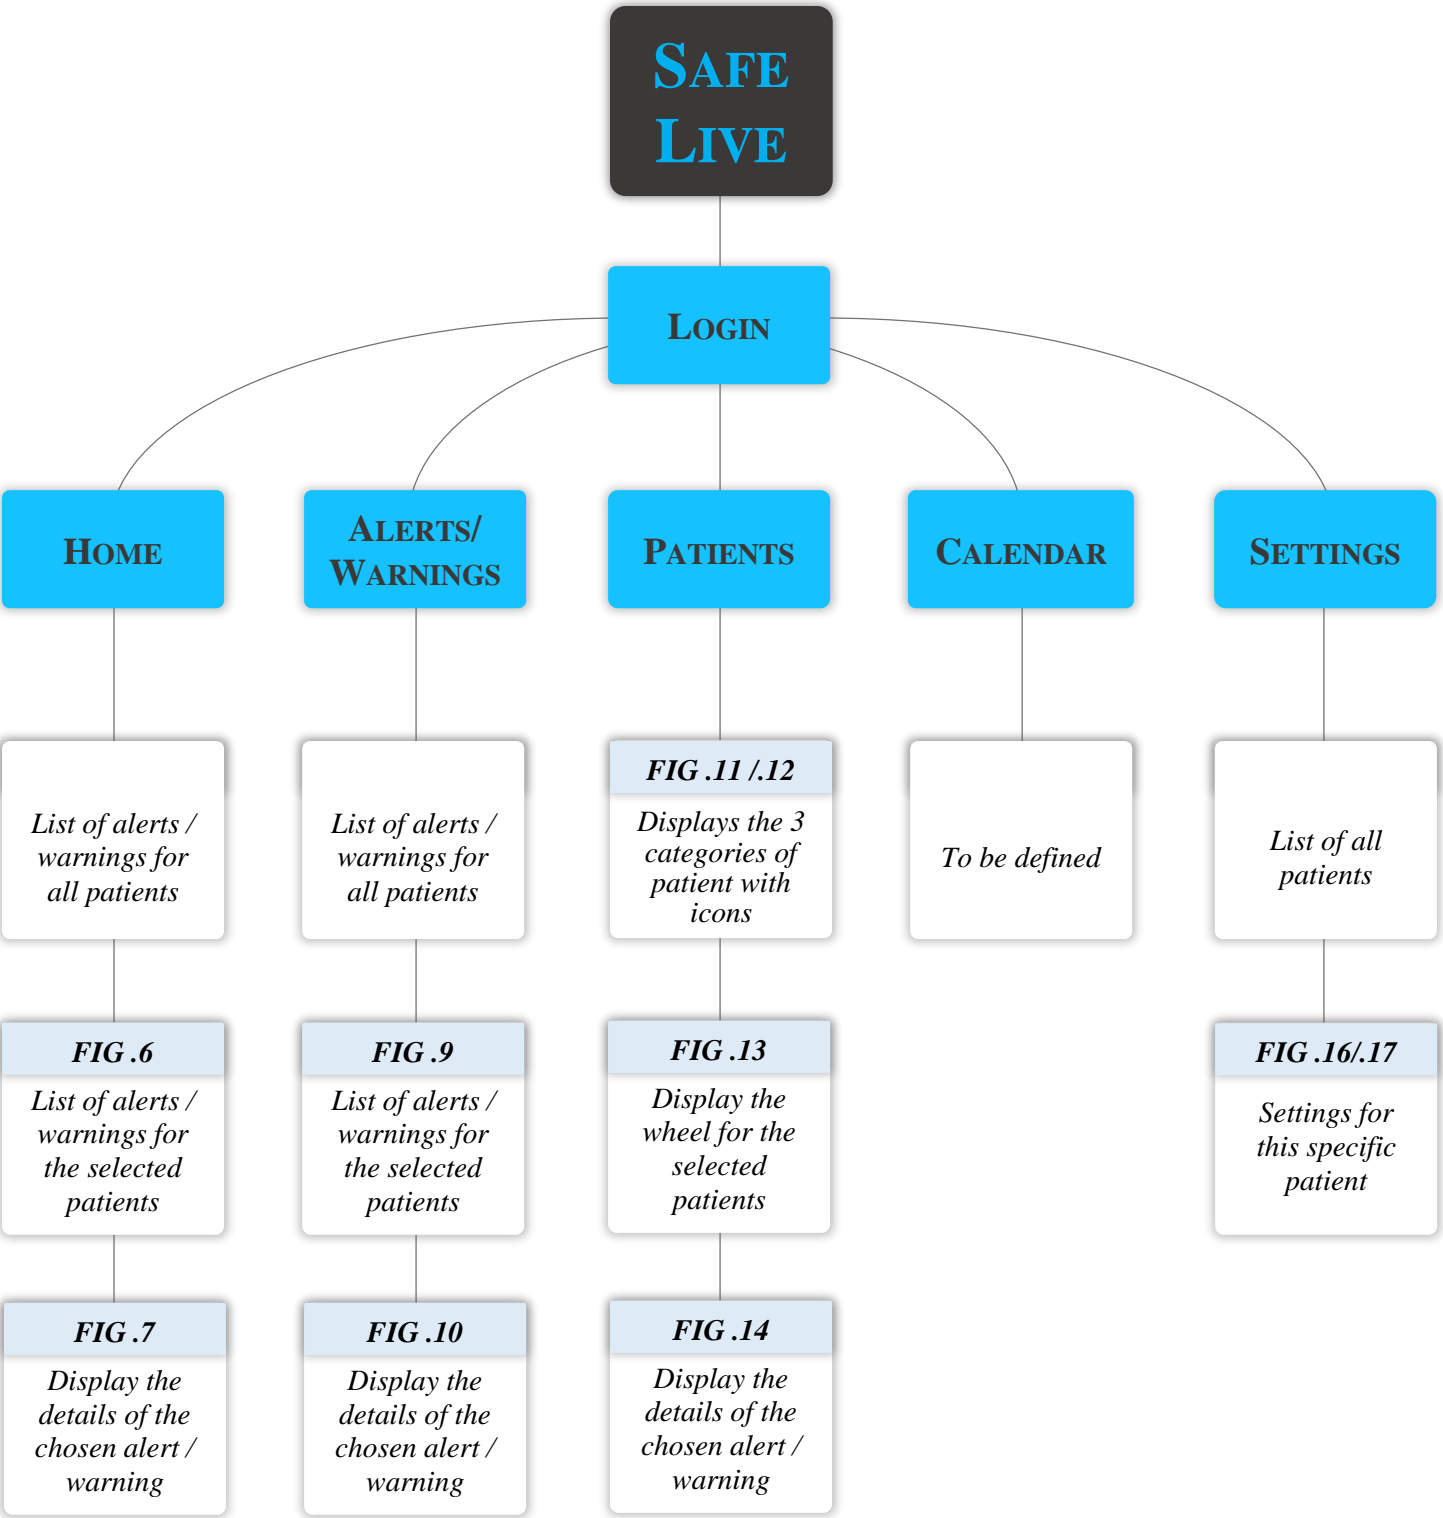 SAFE
LIVE
LOGIN
HOME
ALERTS/
WARNINGS
PATIENTS
CALENDAR
SETTINGS
List of alerts /
warnings for
all patients
List of alerts /
warnings for
all patients
FIG .11 /.12
Displays the 3
categories of
patient with
icons
To be defined
List of all
patients
FIG .6
List of alerts /
warnings for
the selected
patients
FIG .9
List of alerts /
warnings for
the selected
patients
FIG .13
Display the
wheel for the
selected
patients
FIG .16/.17
Settings for
this specific
patient
FIG .7
Display the
details of the
chosen alert /
warning
FIG .10
Display the
details of the
chosen alert /
warning
FIG .14
Display the
details of the
chosen alert /
warning